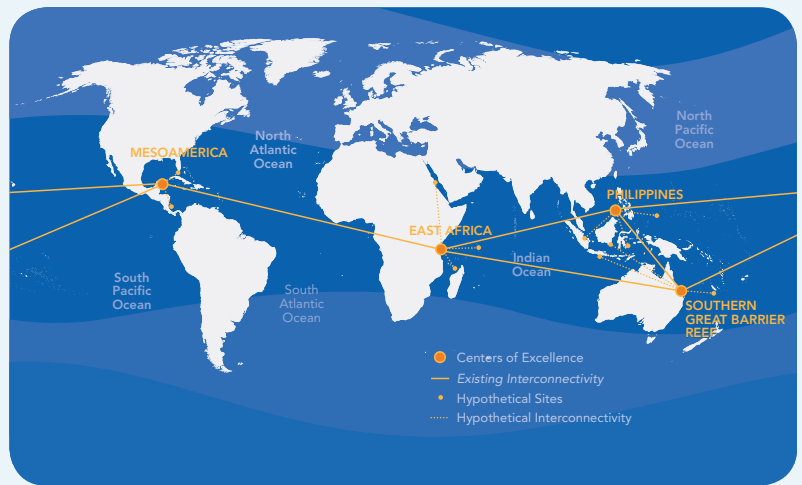 North
Pacific
Ocean
North
Atlantic
Ocean
MESOAMERICA
PHILIPPINES
EAST AFRICA
Indian
Ocean
South
Pacific
Ocean
South
Atlantic
Ocean
SOUTHERN
GREAT BARRIER
REEF
Centers of Excellence
Existing Interconnectivity
Hypothetical Sites
Hypothetical Interconnectivity